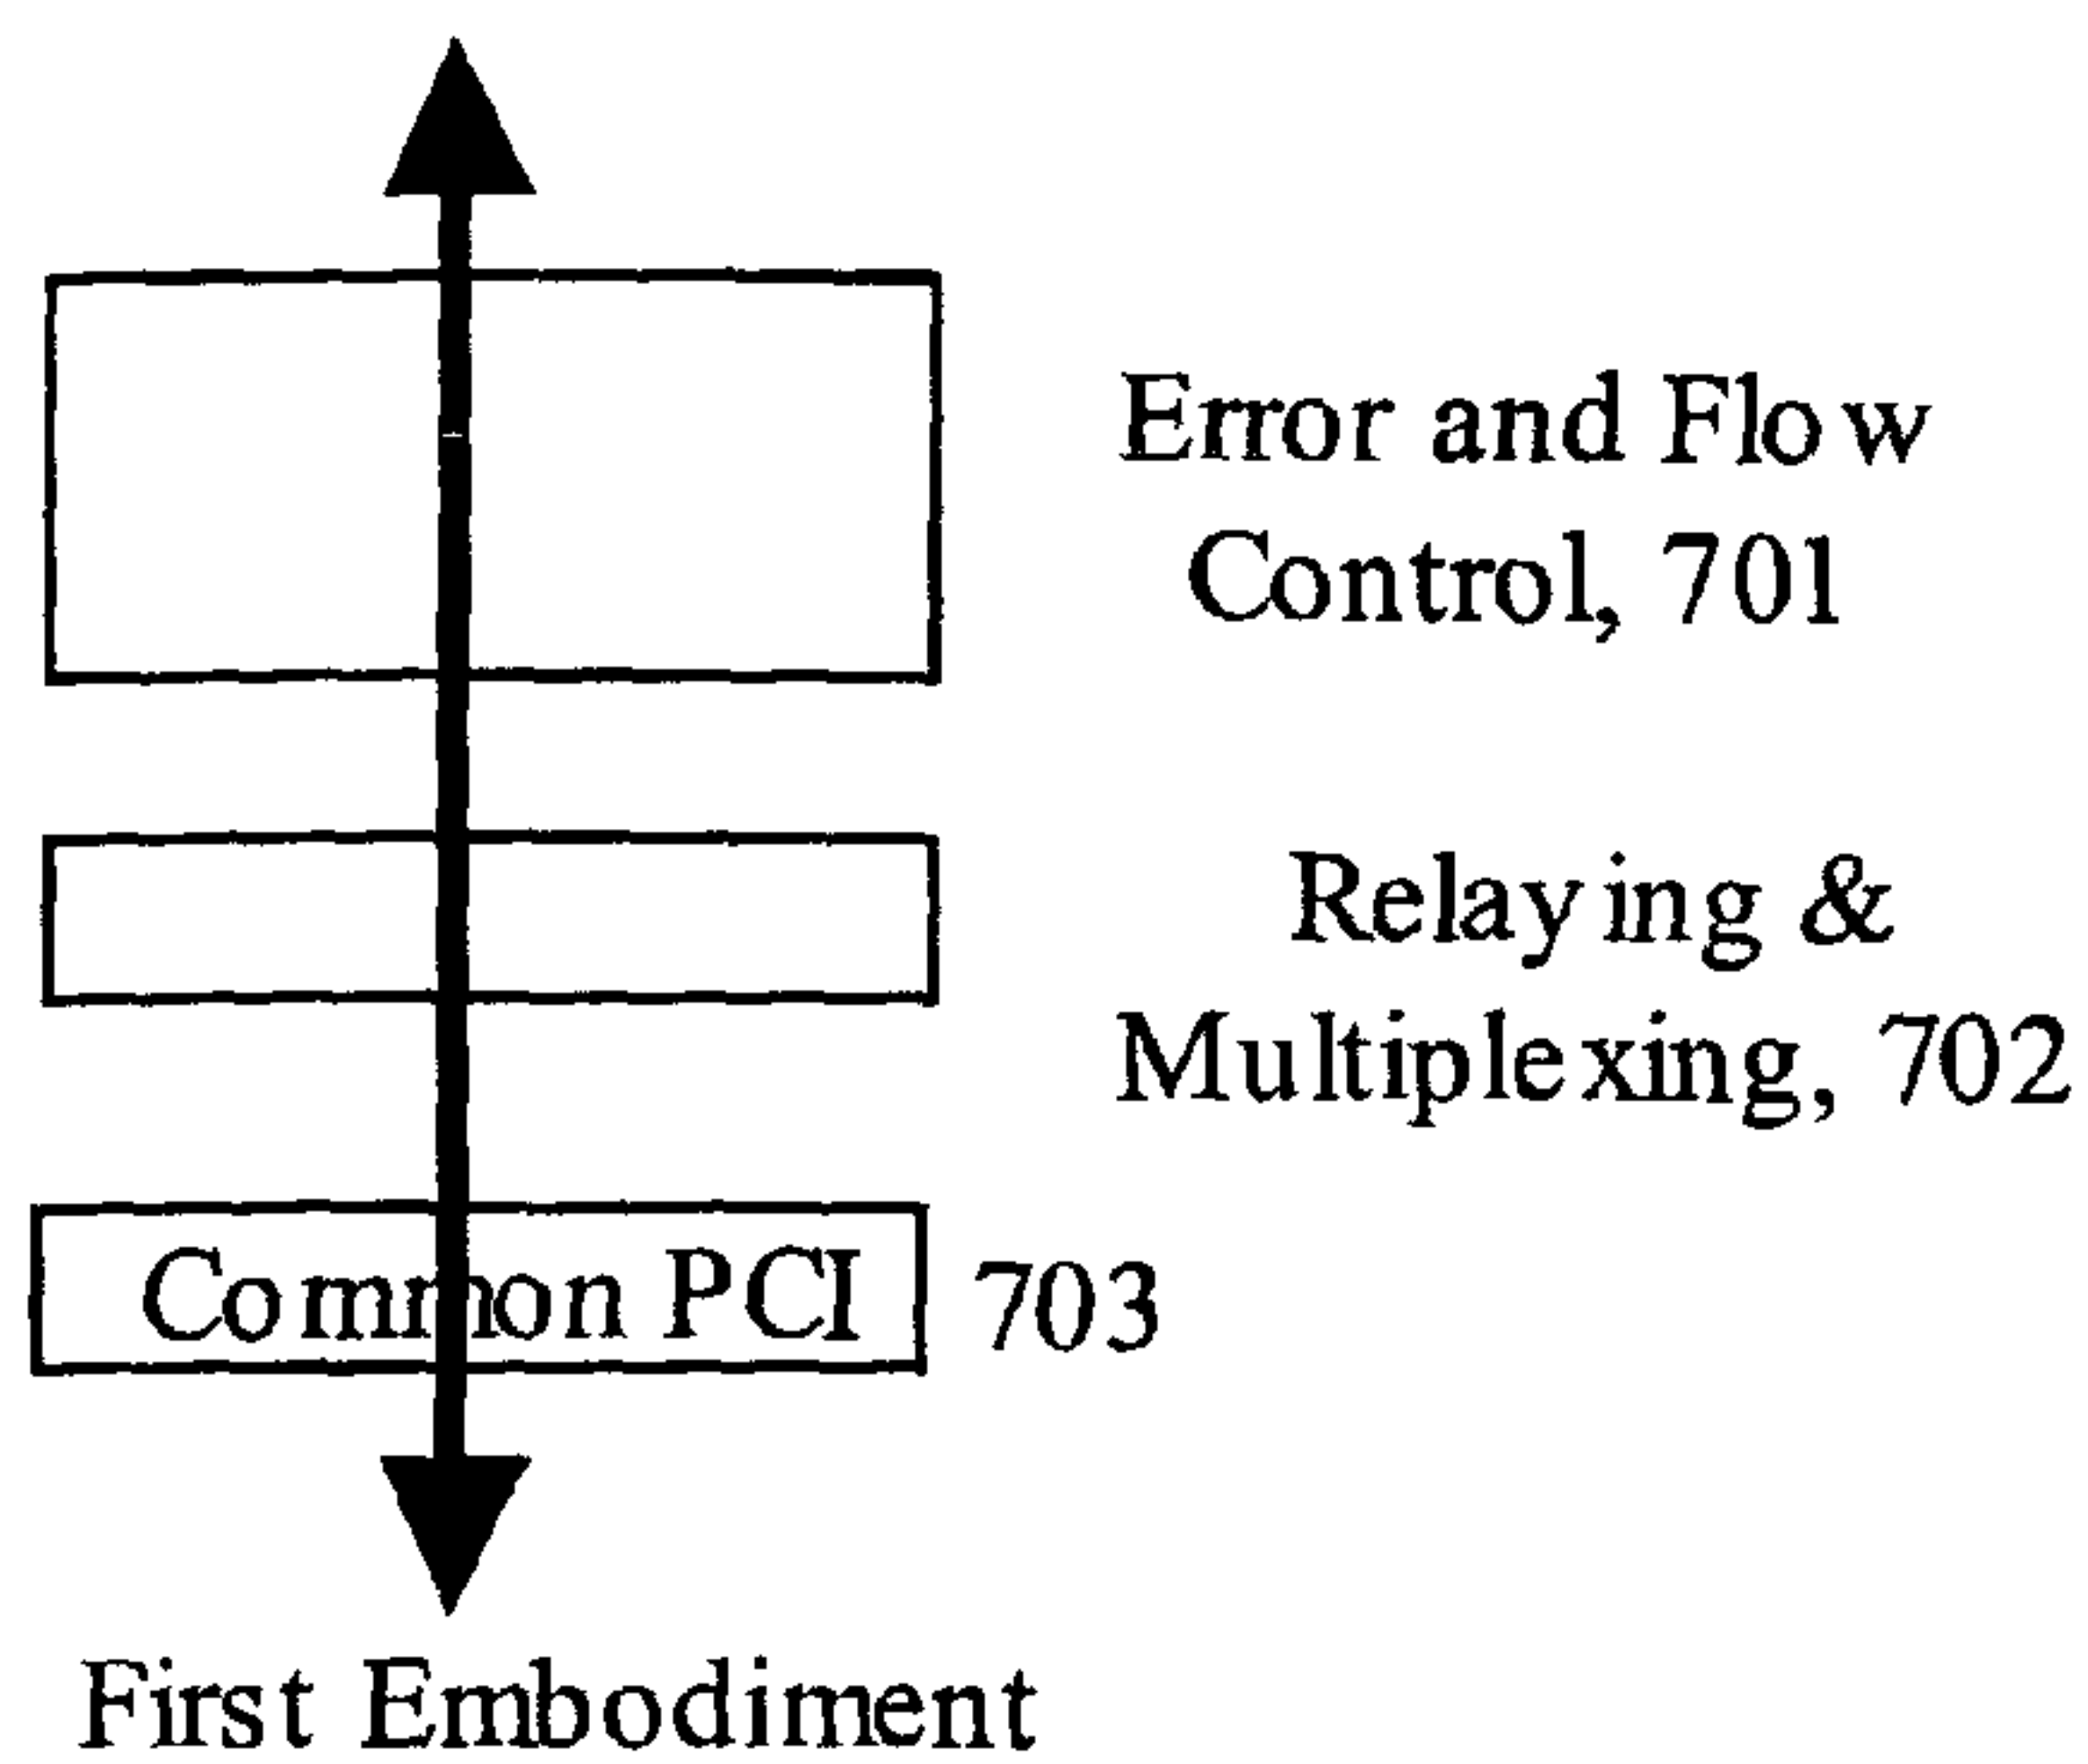 Error and Flow
Control, 701
Relaying &
Multiplexing, 702
Common PCI 703
First Embodiment